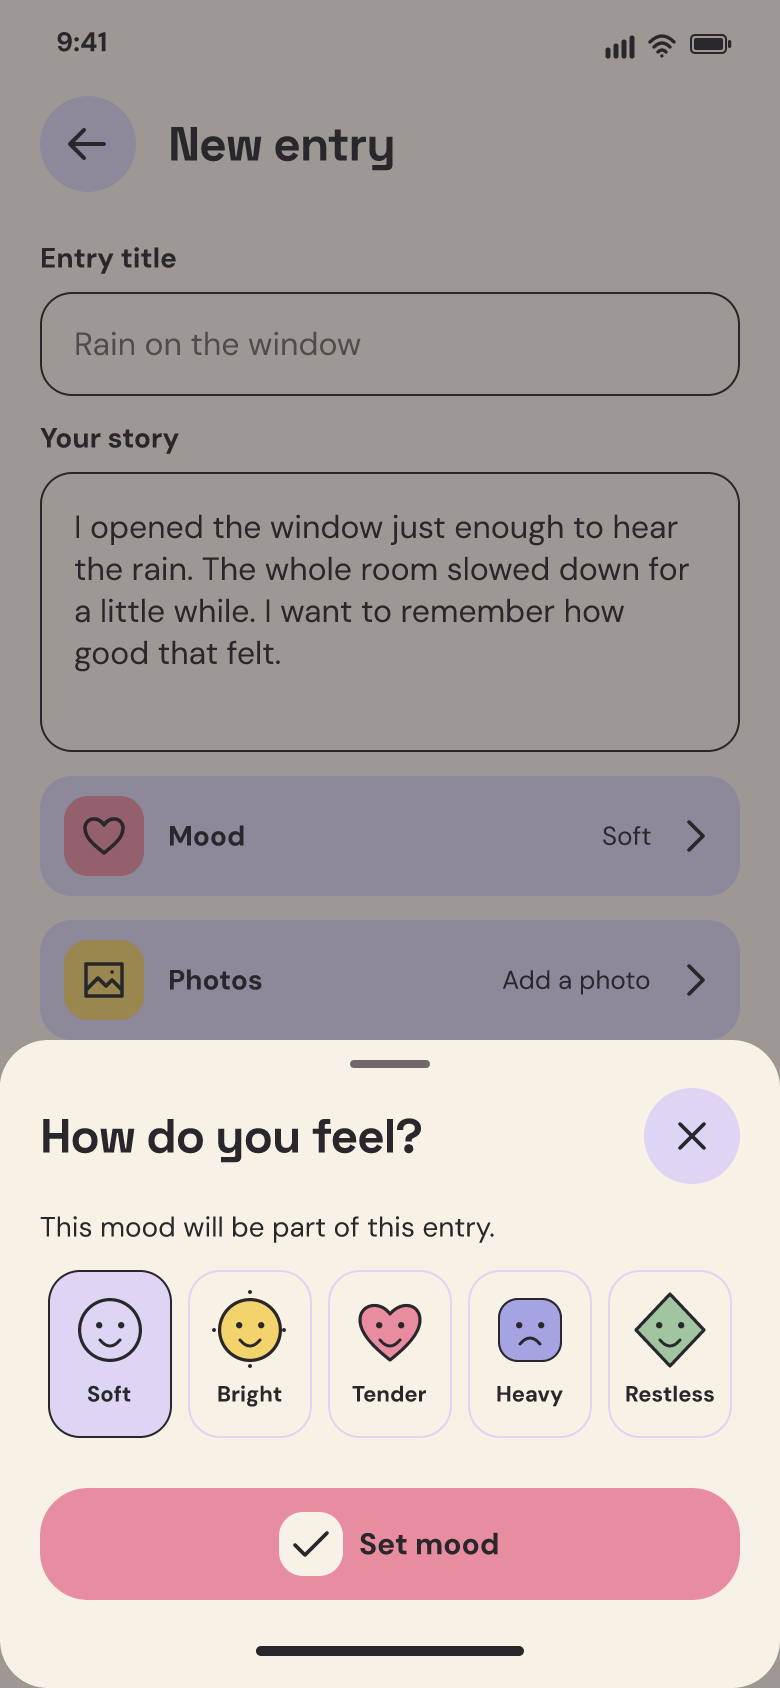 9:41
New entry
Entry title
Rain on the window
Your story
I opened the window just enough to hear
the rain. The whole room slowed down for
a little while. I want to remember how
good that felt.
Mood
Soft
Photos
Add a photo
How do you feel?
This mood will be part of this entry.
Soft
Bright
Tender
Heavy
Restless
Set mood